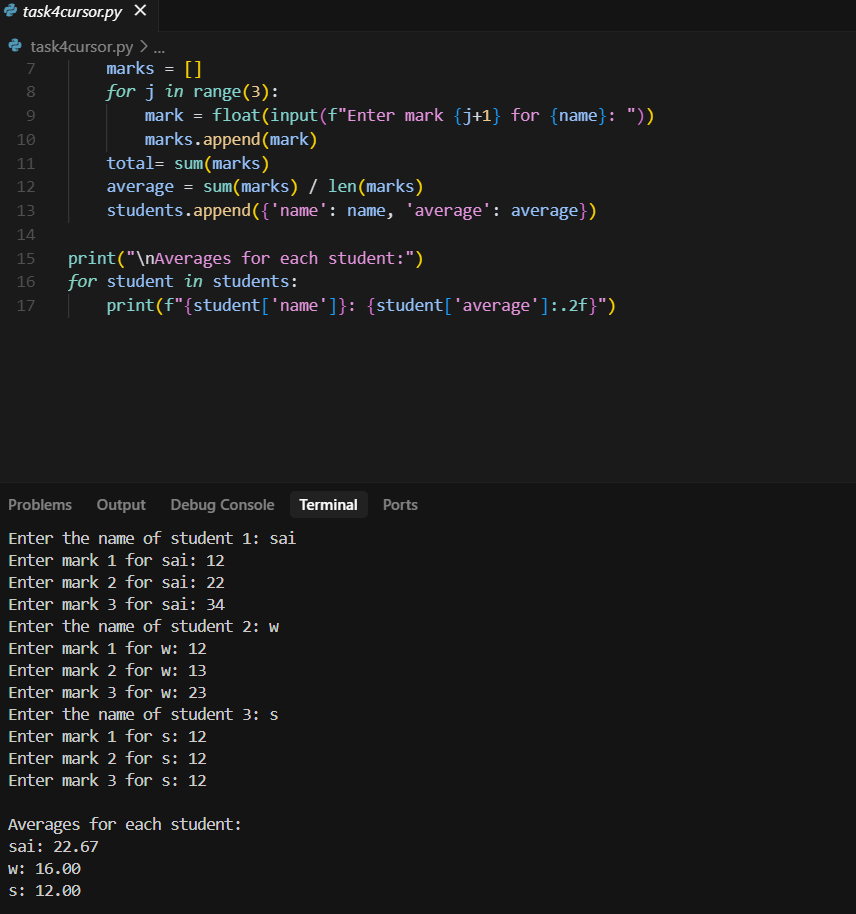 task4cursor.py ×
task4cursor.py > ...
7 marks = []
8 for j in range(3):
9 mark = float(input(f"Enter mark {j+1} for {name}: "))
10 marks.append(mark)
11 total= sum(marks)
12 average = sum(marks) / len(marks)
13 students.append({'name': name, 'average': average})
14
15 print("\nAverages for each student:")
16 for student in students:
17 print(f"{student['name']}: {student['average']:.2f}")
Problems Output Debug Console Terminal Ports
Enter the name of student 1: sai
Enter mark 1 for sai: 12
Enter mark 2 for sai: 22
Enter mark 3 for sai: 34
Enter the name of student 2: w
Enter mark 1 for w: 12
Enter mark 2 for w: 13
Enter mark 3 for w: 23
Enter the name of student 3: s
Enter mark 1 for s: 12
Enter mark 2 for s: 12
Enter mark 3 for s: 12
Averages for each student:
sai: 22.67
w: 16.00
s: 12.00